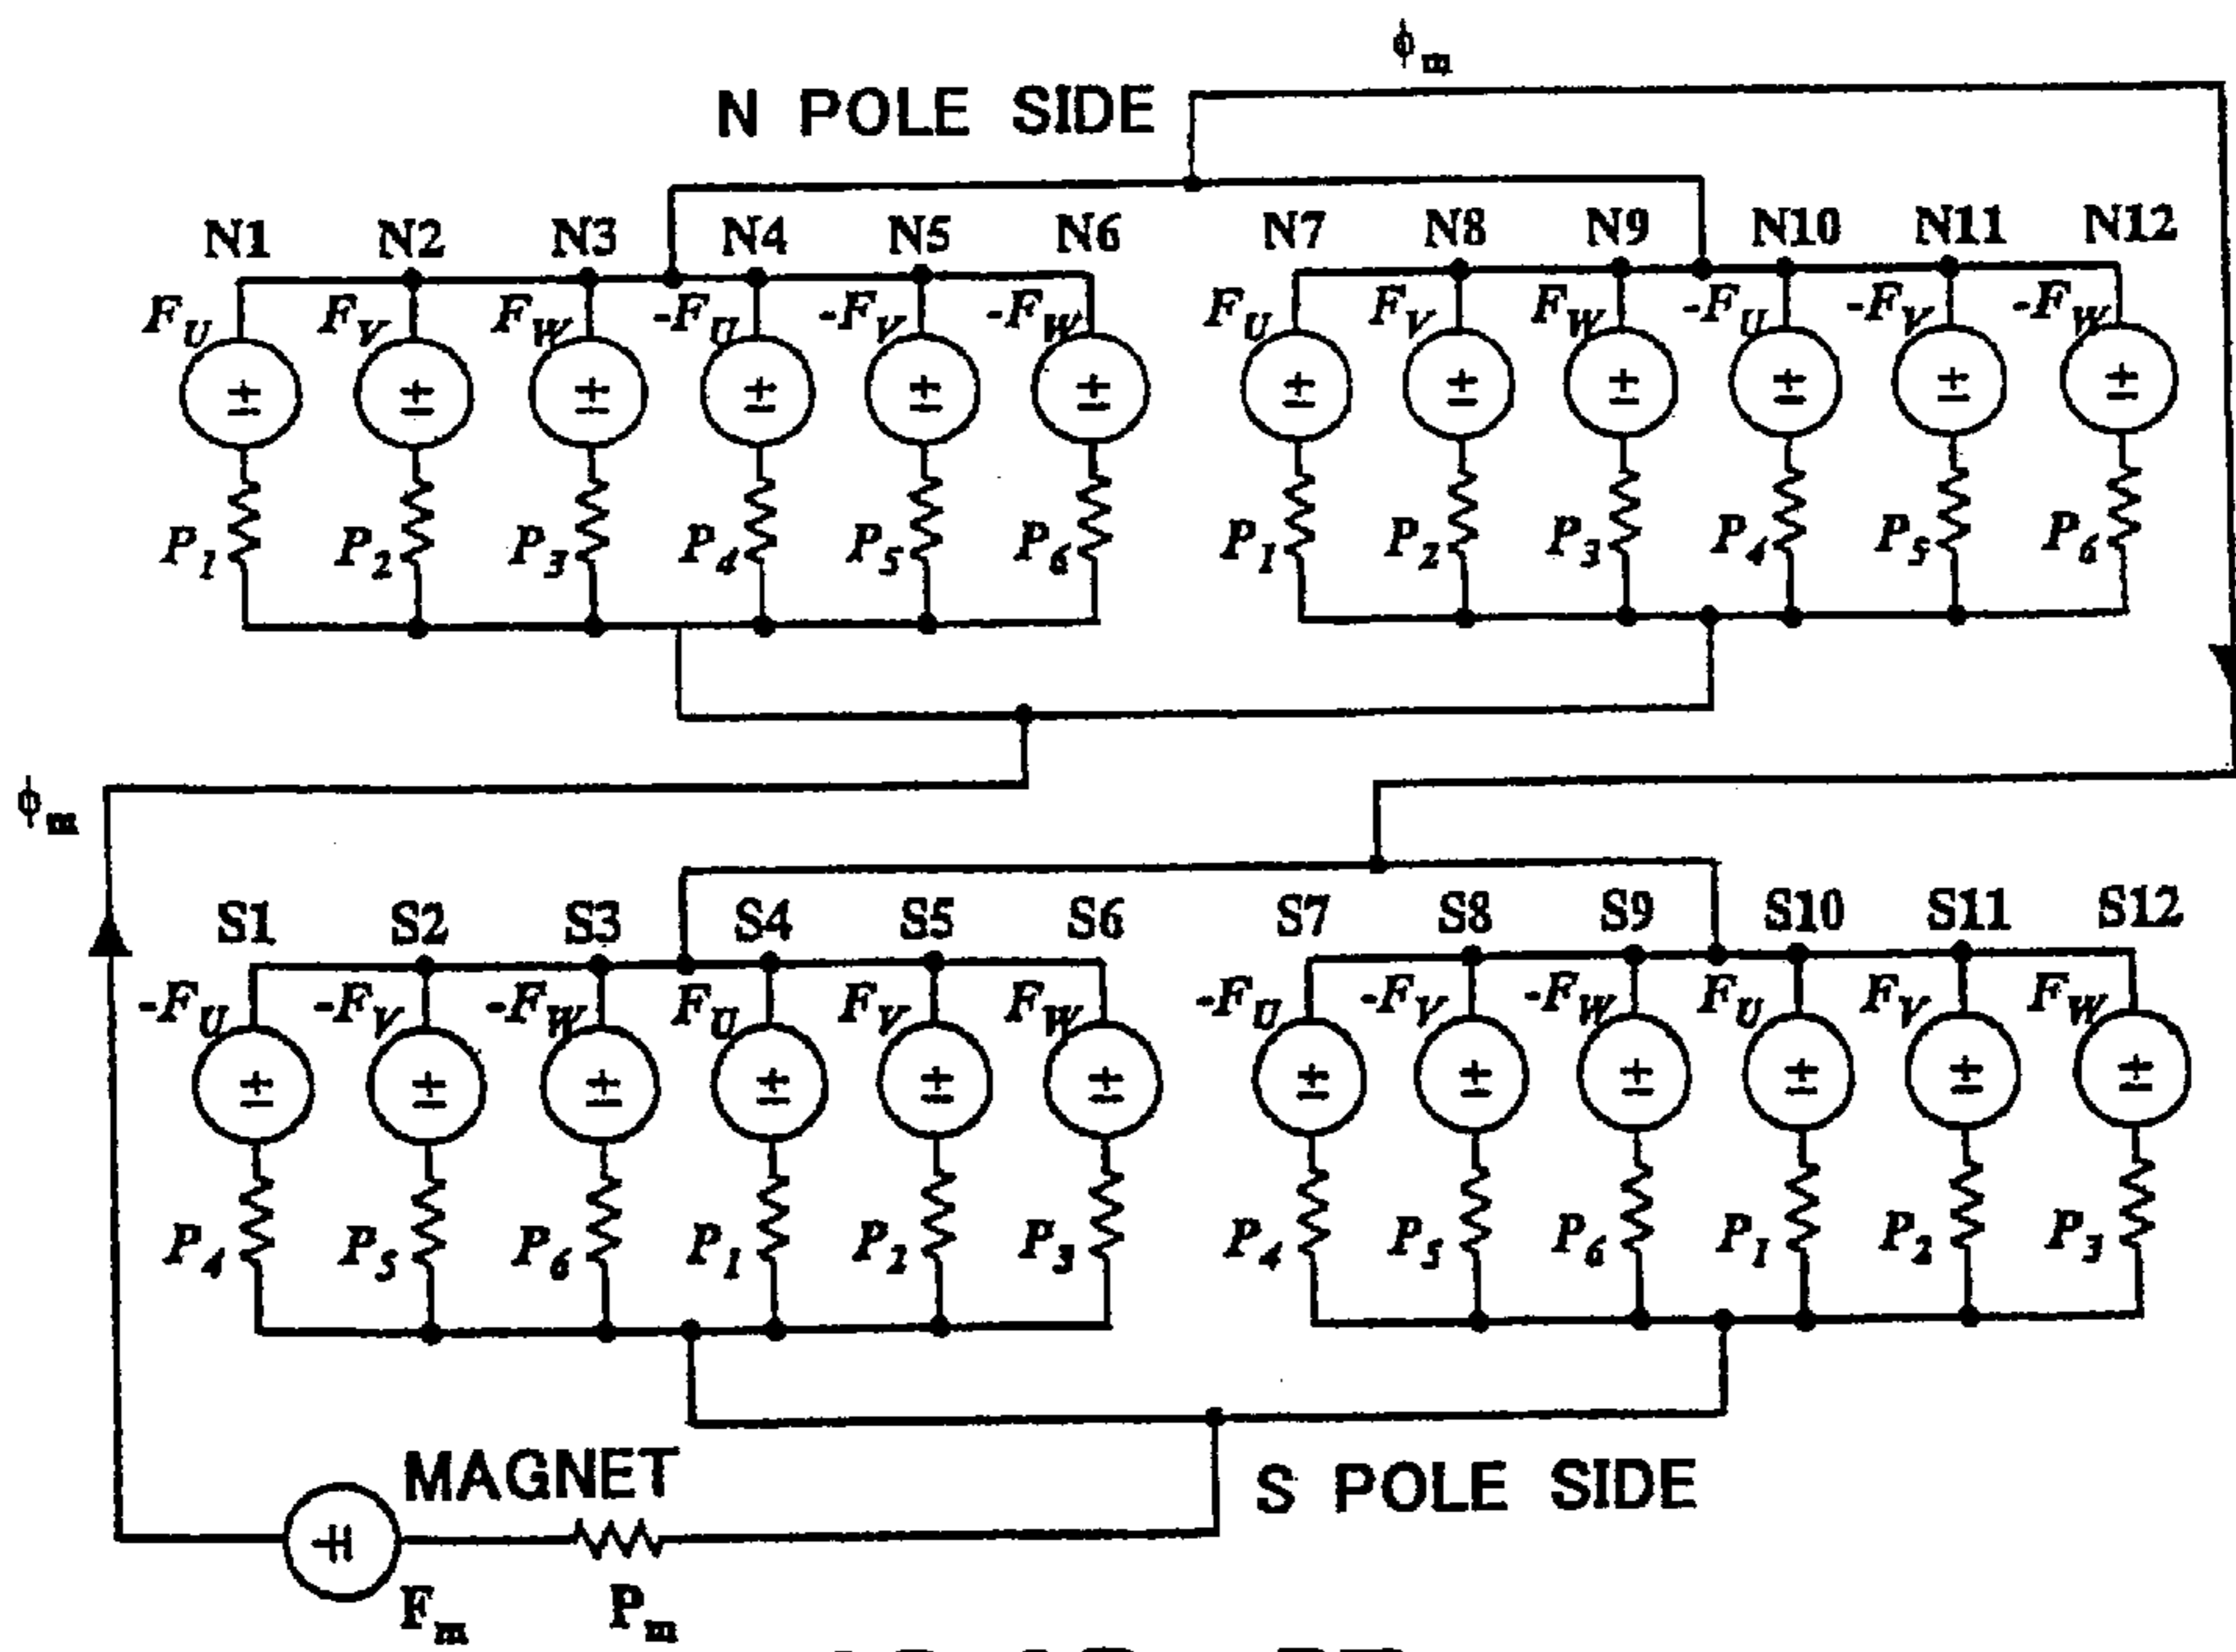 ϕm
N POLE SIDE
N1 N2 N3 N4 N5 N6 N7 N8 N9 N10 N11 N12
FU FV FW -FU -FV -FW FU FV FW -FU -FV -FW
± ± ± ± ± ± ± ± ± ± ± ±
P1 P2 P3 P4 P5 P6 P1 P2 P3 P4 P5 P6
ϕm
S1 S2 S3 S4 S5 S6 S7 S8 S9 S10 S11 S12
-FU -FV -FW FU FV FW -FU -FV -FW FU FV FW
± ± ± ± ± ± ± ± ± ± ± ±
P4 P5 P6 P1 P2 P3 P4 P5 P6 P1 P2 P3
MAGNET
S POLE SIDE
Fm Pm